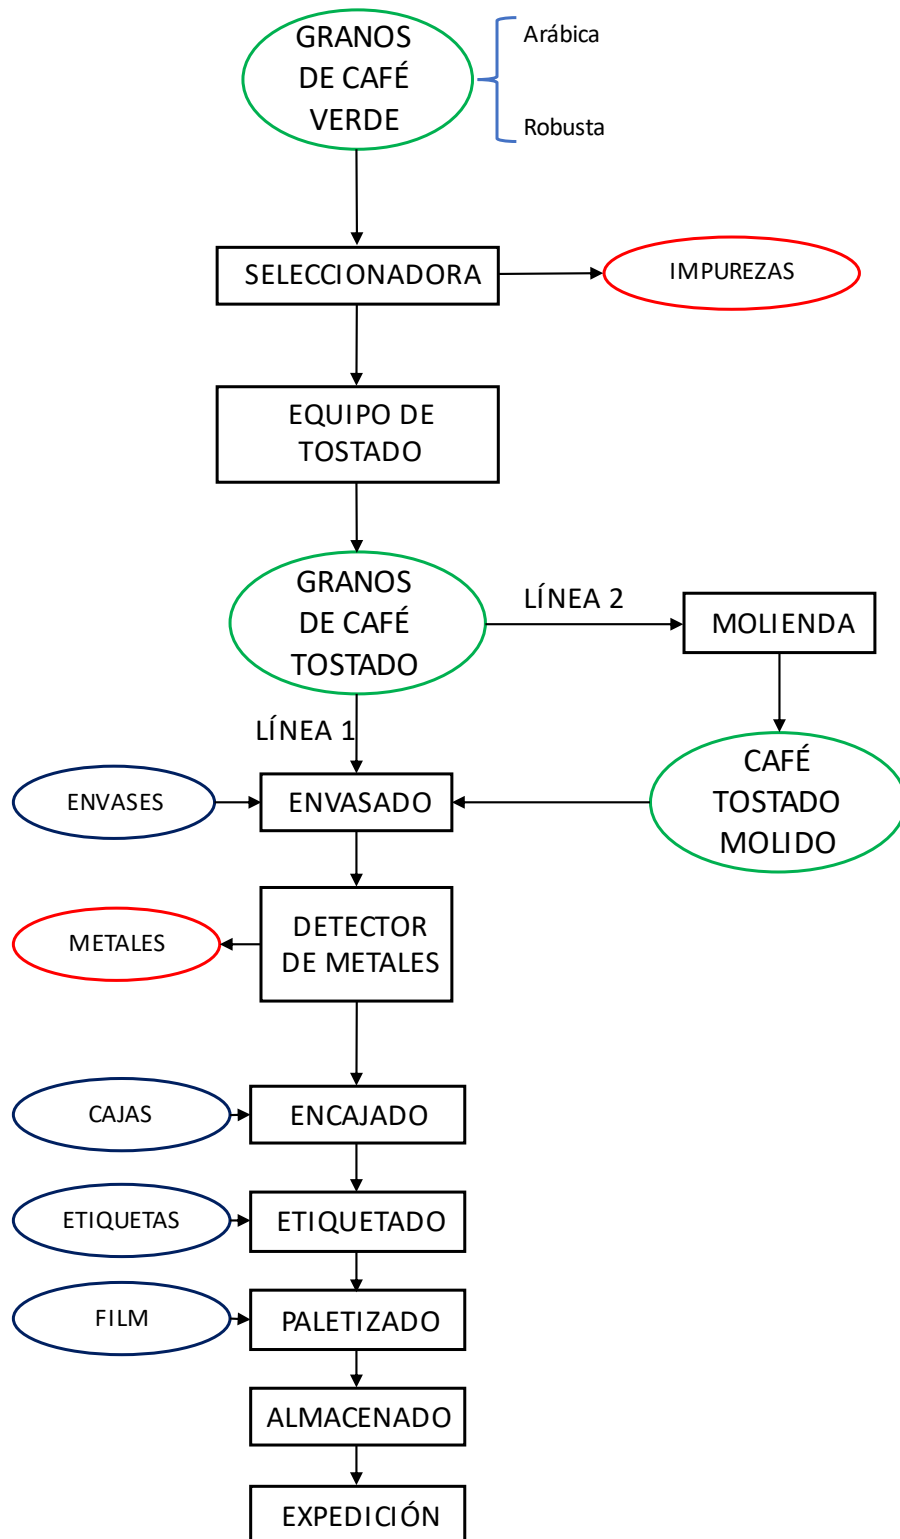 GRANOS
DE CAFÉ
VERDE
Arábica
Robusta
SELECCIONADORA
IMPUREZAS
EQUIPO DE
TOSTADO
GRANOS
DE CAFÉ
TOSTADO
LÍNEA 2
MOLIENDA
LÍNEA 1
CAFÉ
TOSTADO
MOLIDO
ENVASES
ENVASADO
METALES
DETECTOR
DE METALES
CAJAS
ENCAJADO
ETIQUETAS
ETIQUETADO
FILM
PALETIZADO
ALMACENADO
EXPEDICIÓN